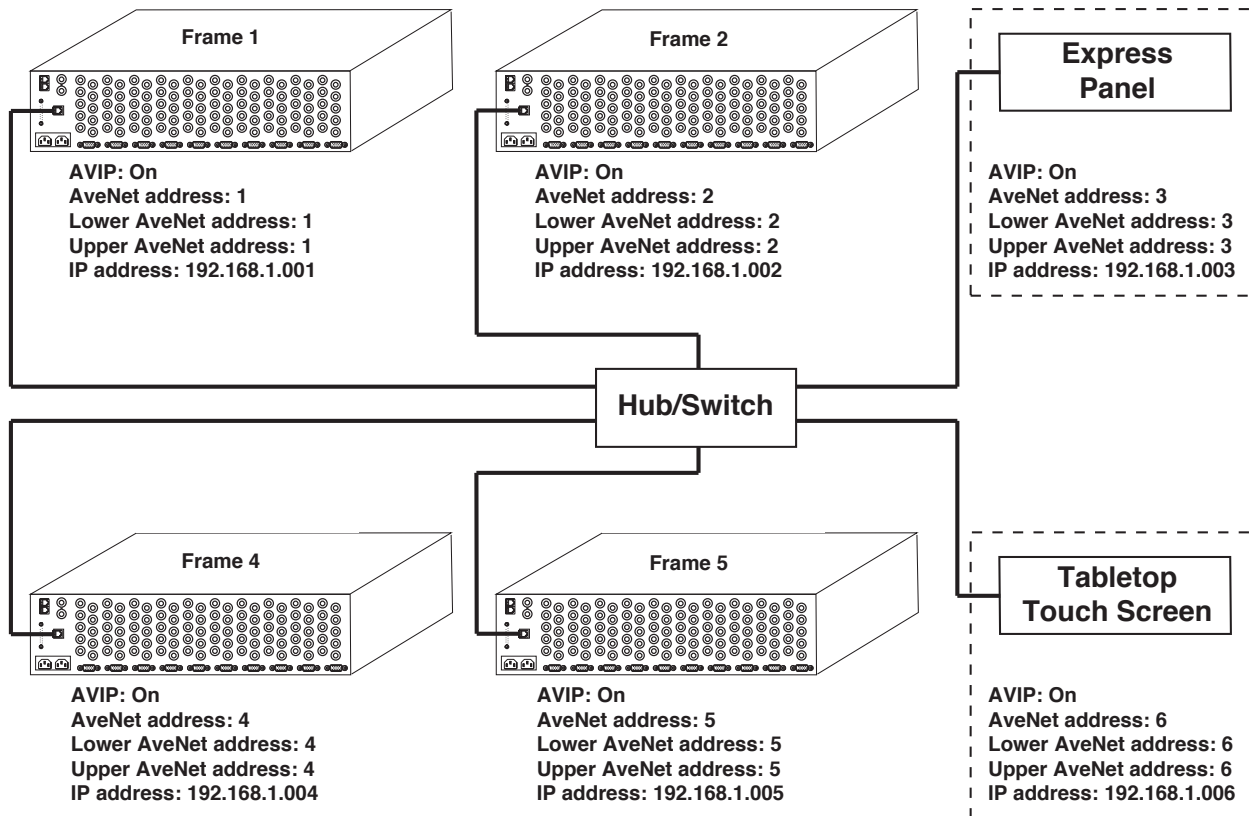 Frame 1
AVIP: On
AveNet address: 1
Lower AveNet address: 1
Upper AveNet address: 1
IP address: 192.168.1.001
Frame 2
AVIP: On
AveNet address: 2
Lower AveNet address: 2
Upper AveNet address: 2
IP address: 192.168.1.002
Express
Panel
AVIP: On
AveNet address: 3
Lower AveNet address: 3
Upper AveNet address: 3
IP address: 192.168.1.003
Hub/Switch
Frame 4
AVIP: On
AveNet address: 4
Lower AveNet address: 4
Upper AveNet address: 4
IP address: 192.168.1.004
Frame 5
AVIP: On
AveNet address: 5
Lower AveNet address: 5
Upper AveNet address: 5
IP address: 192.168.1.005
Tabletop
Touch Screen
AVIP: On
AveNet address: 6
Lower AveNet address: 6
Upper AveNet address: 6
IP address: 192.168.1.006